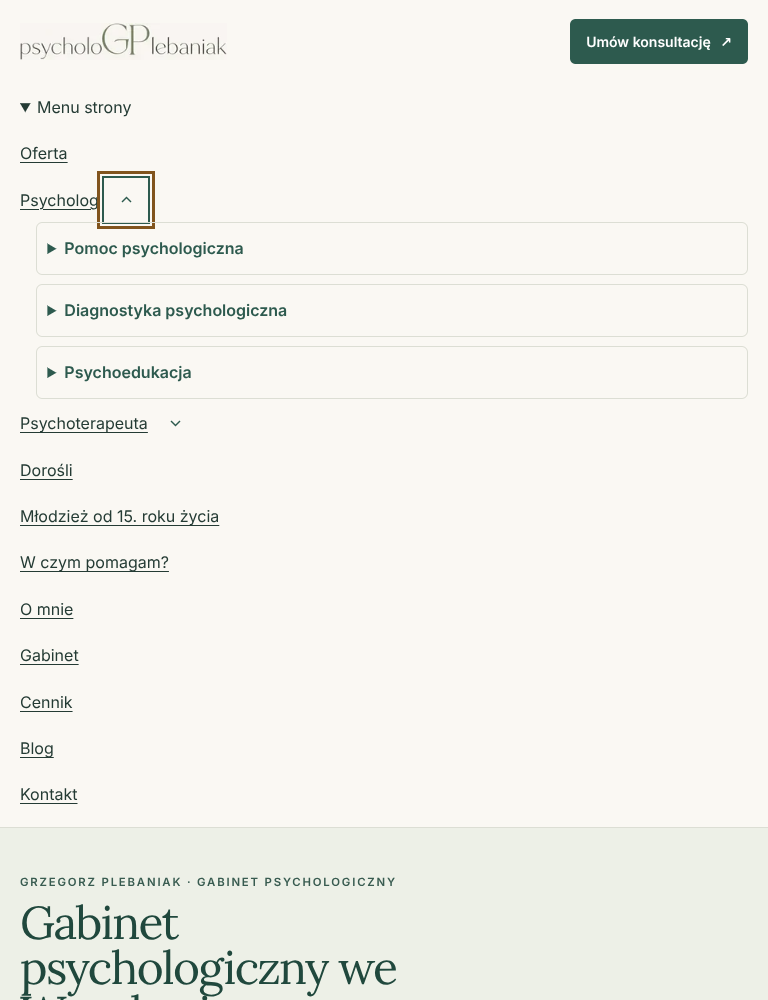 psycholoGPlebaniak
Umów konsultację ↗
▼ Menu strony
Oferta
Psycholog
▶ Pomoc psychologiczna
▶ Diagnostyka psychologiczna
▶ Psychoedukacja
Psychoterapeuta
Dorośli
Młodzież od 15. roku życia
W czym pomagam?
O mnie
Gabinet
Cennik
Blog
Kontakt
GRZEGORZ PLEBANIAK · GABINET PSYCHOLOGICZNY
Gabinet
psychologiczny we